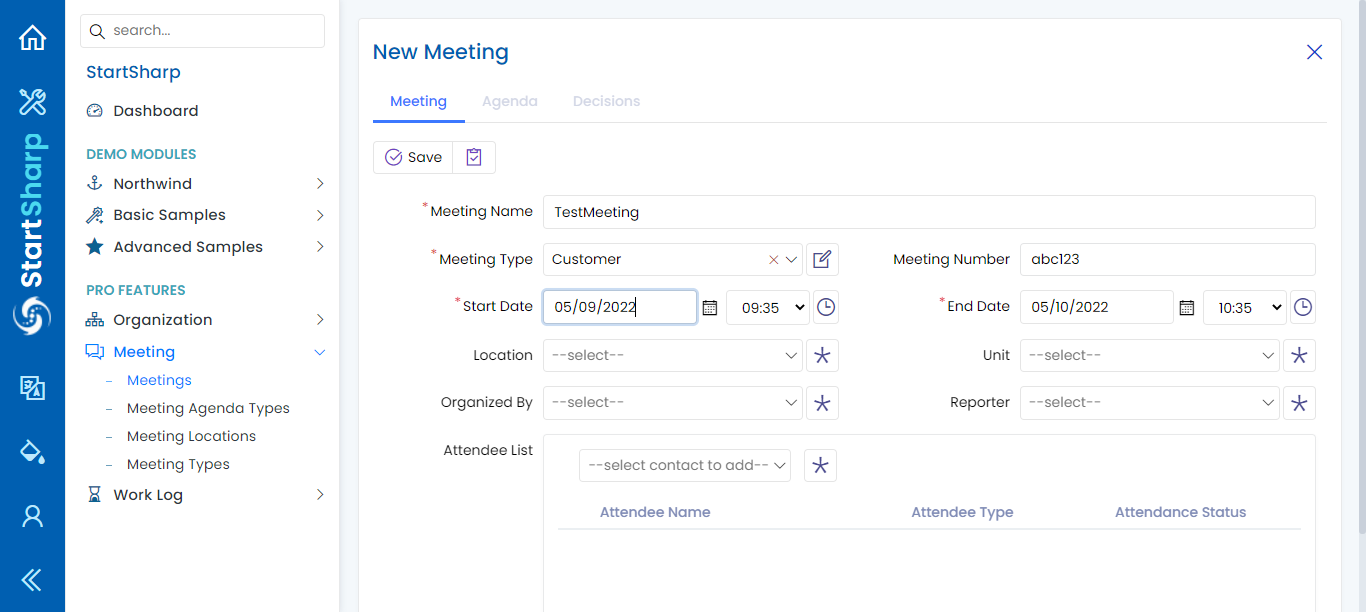 search...
StartSharp
Dashboard
DEMO MODULES
Northwind
Basic Samples
Advanced Samples
PRO FEATURES
Organization
Meeting
Meetings
Meeting Agenda Types
Meeting Locations
Meeting Types
Work Log
StartSharp
New Meeting
Meeting Agenda Decisions
Save
*Meeting Name TestMeeting
*Meeting Type Customer Meeting Number abc123
*Start Date 05/09/2022 09:35 *End Date 05/10/2022 10:35
Location --select-- Unit --select--
Organized By --select-- Reporter --select--
Attendee List --select contact to add--
Attendee Name Attendee Type Attendance Status